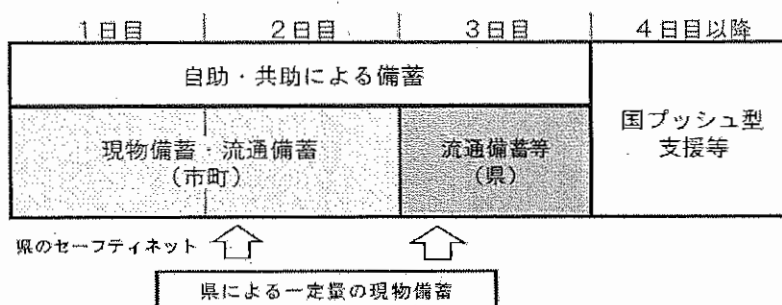 1日目 2日目 3日目 4日目以降
自助・共助による備蓄
国プッシュ型
支援等
現物備蓄・流通備蓄
(市町)
流通備蓄等
(県)
県のセーフティネット
県による一定量の現物備蓄